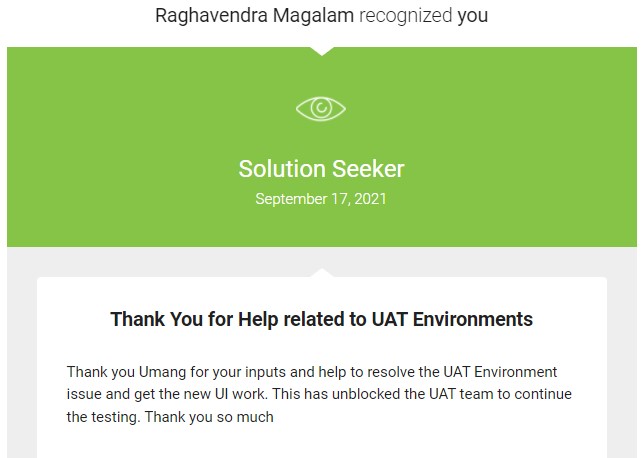 Raghavendra Magalam recognized you
Solution Seeker
September 17, 2021
Thank You for Help related to UAT Environments
Thank you Umang for your inputs and help to resolve the UAT Environment
issue and get the new UI work. This has unblocked the UAT team to continue
the testing. Thank you so much